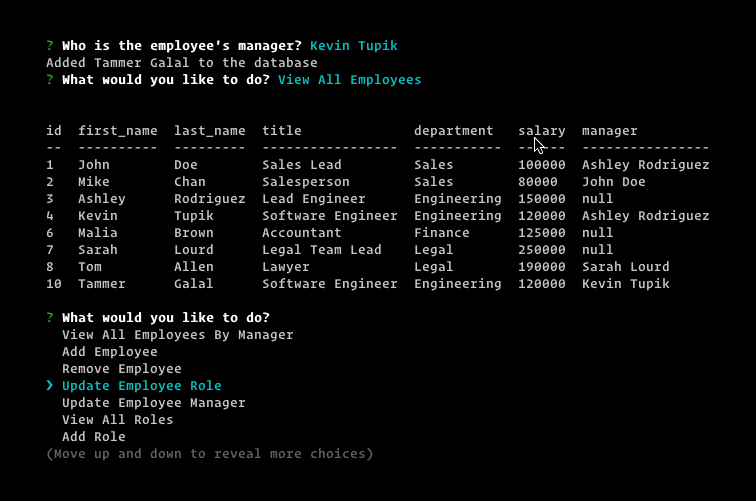 ? Who is the employee's manager? Kevin Tupik
Added Tammer Galal to the database
? What would you like to do? View All Employees
id  first_name  last_name  title              department   salary  manager
--  ----------  ---------  -----------------  -----------  ------  ----------------
1   John        Doe        Sales Lead         Sales        100000  Ashley Rodriguez
2   Mike        Chan       Salesperson        Sales        80000   John Doe
3   Ashley      Rodriguez  Lead Engineer      Engineering  150000  null
4   Kevin       Tupik      Software Engineer  Engineering  120000  Ashley Rodriguez
6   Malia       Brown      Accountant         Finance      125000  null
7   Sarah       Lourd      Legal Team Lead    Legal        250000  null
8   Tom         Allen      Lawyer             Legal        190000  Sarah Lourd
10  Tammer      Galal      Software Engineer  Engineering  120000  Kevin Tupik
? What would you like to do?
  View All Employees By Manager
  Add Employee
  Remove Employee
❯ Update Employee Role
  Update Employee Manager
  View All Roles
  Add Role
(Move up and down to reveal more choices)